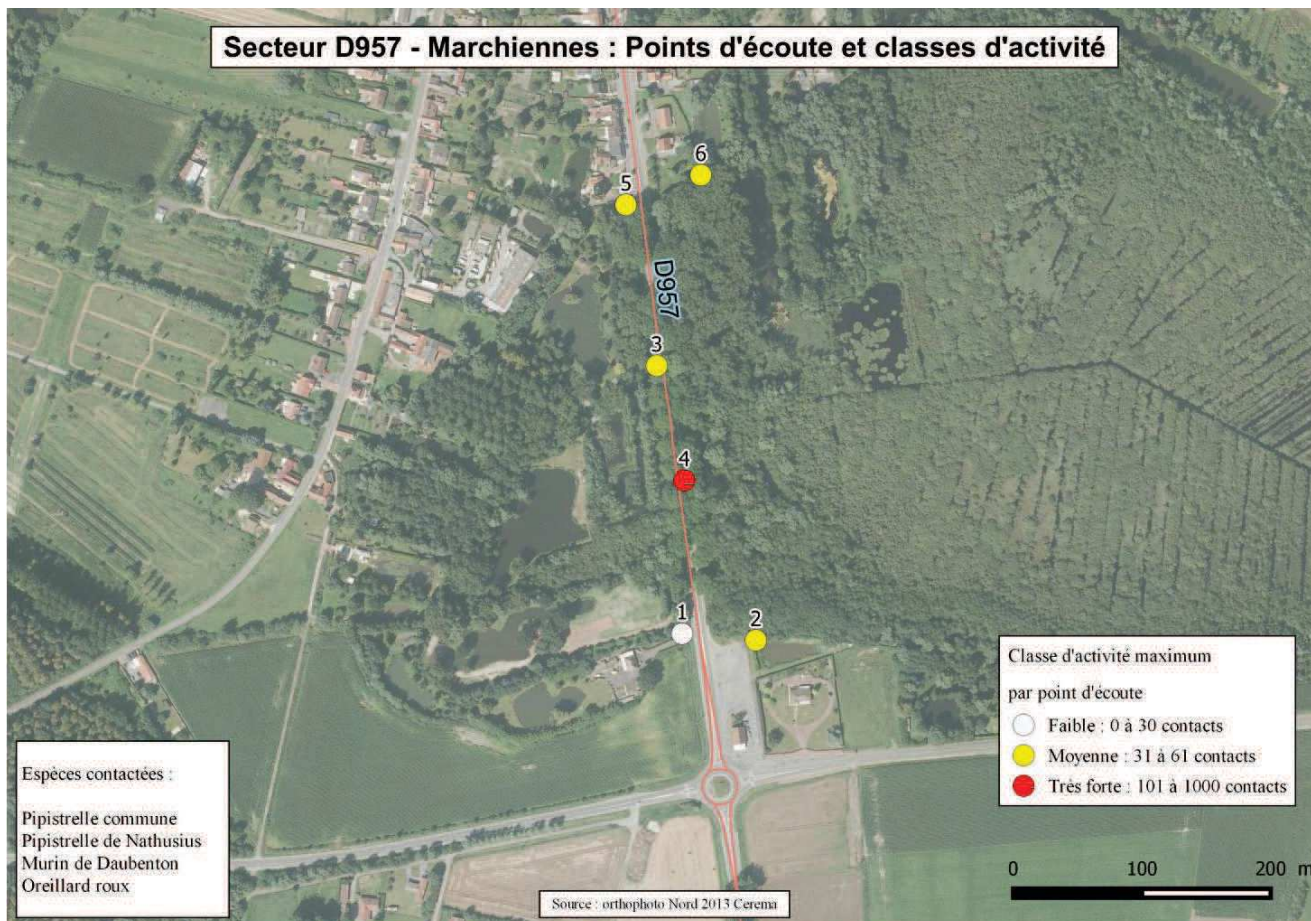 Secteur D957 - Marchiennes : Points d'écoute et classes d'activité
6
5
D957
3
4
1
2
Classe d'activité maximum
par point d'écoute
Faible : 0 à 30 contacts
Moyenne : 31 à 61 contacts
Très forte : 101 à 1000 contacts
Espèces contactées :
Pipistrelle commune
Pipistrelle de Nathusius
Murin de Daubenton
Oreillard roux
0 100 200 m
Source : orthophoto Nord 2013 Cerema